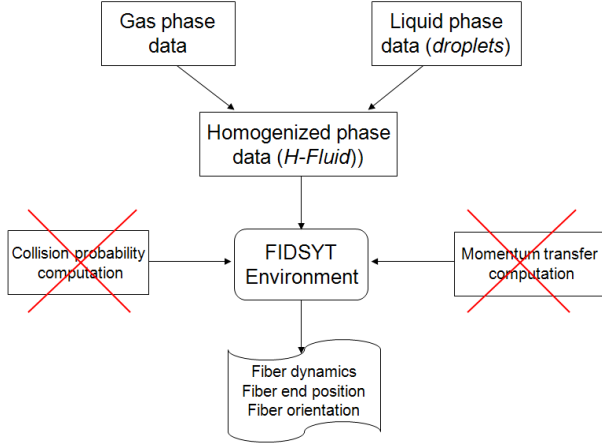 Gas phase
data
Liquid phase
data (droplets)
Homogenized phase
data (H-Fluid))
Collision probability
computation
FIDSYT
Environment
Momentum transfer
computation
Fiber dynamics
Fiber end position
Fiber orientation